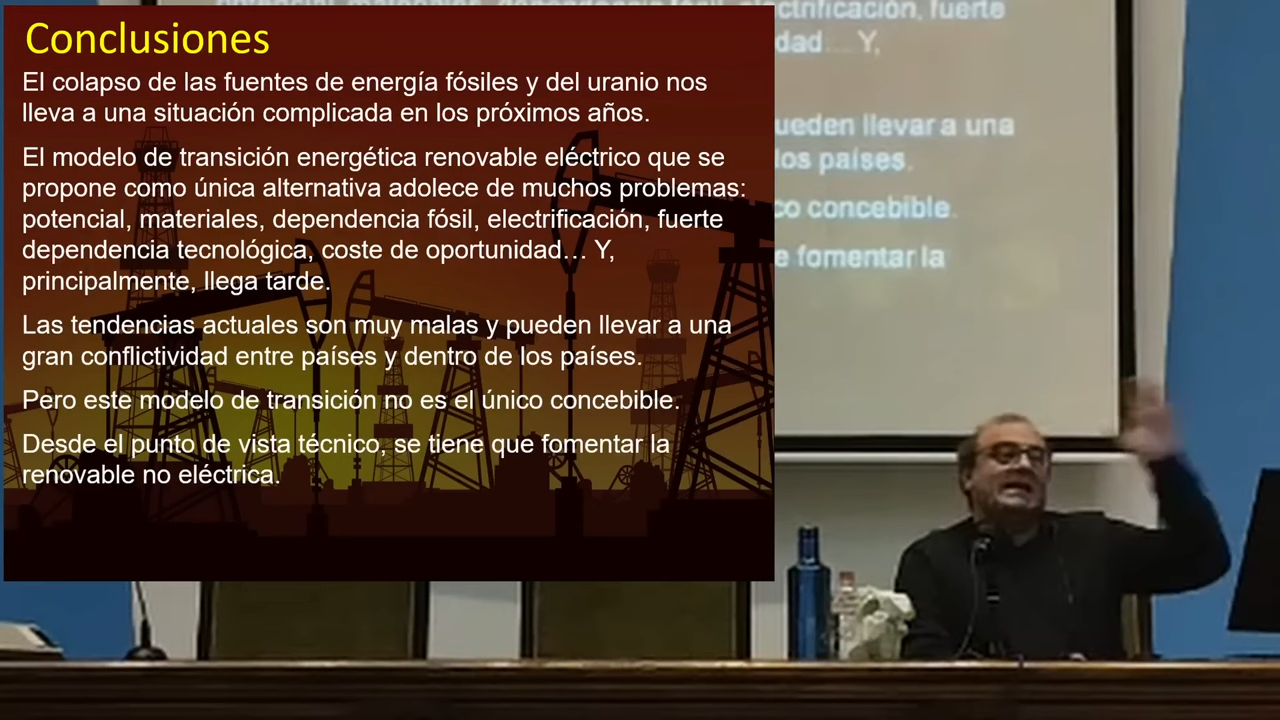 Conclusiones
El colapso de las fuentes de energía fósiles y del uranio nos
lleva a una situación complicada en los próximos años.
El modelo de transición energética renovable eléctrico que se
propone como única alternativa adolece de muchos problemas:
potencial, materiales, dependencia fósil, electrificación, fuerte
dependencia tecnológica, coste de oportunidad… Y,
principalmente, llega tarde.
Las tendencias actuales son muy malas y pueden llevar a una
gran conflictividad entre países y dentro de los países.
Pero este modelo de transición no es el único concebible.
Desde el punto de vista técnico, se tiene que fomentar la
renovable no eléctrica.
ctrificación, fuerte
dad… Y,
ueden llevar a una
los países.
co concebible.
e fomentar la